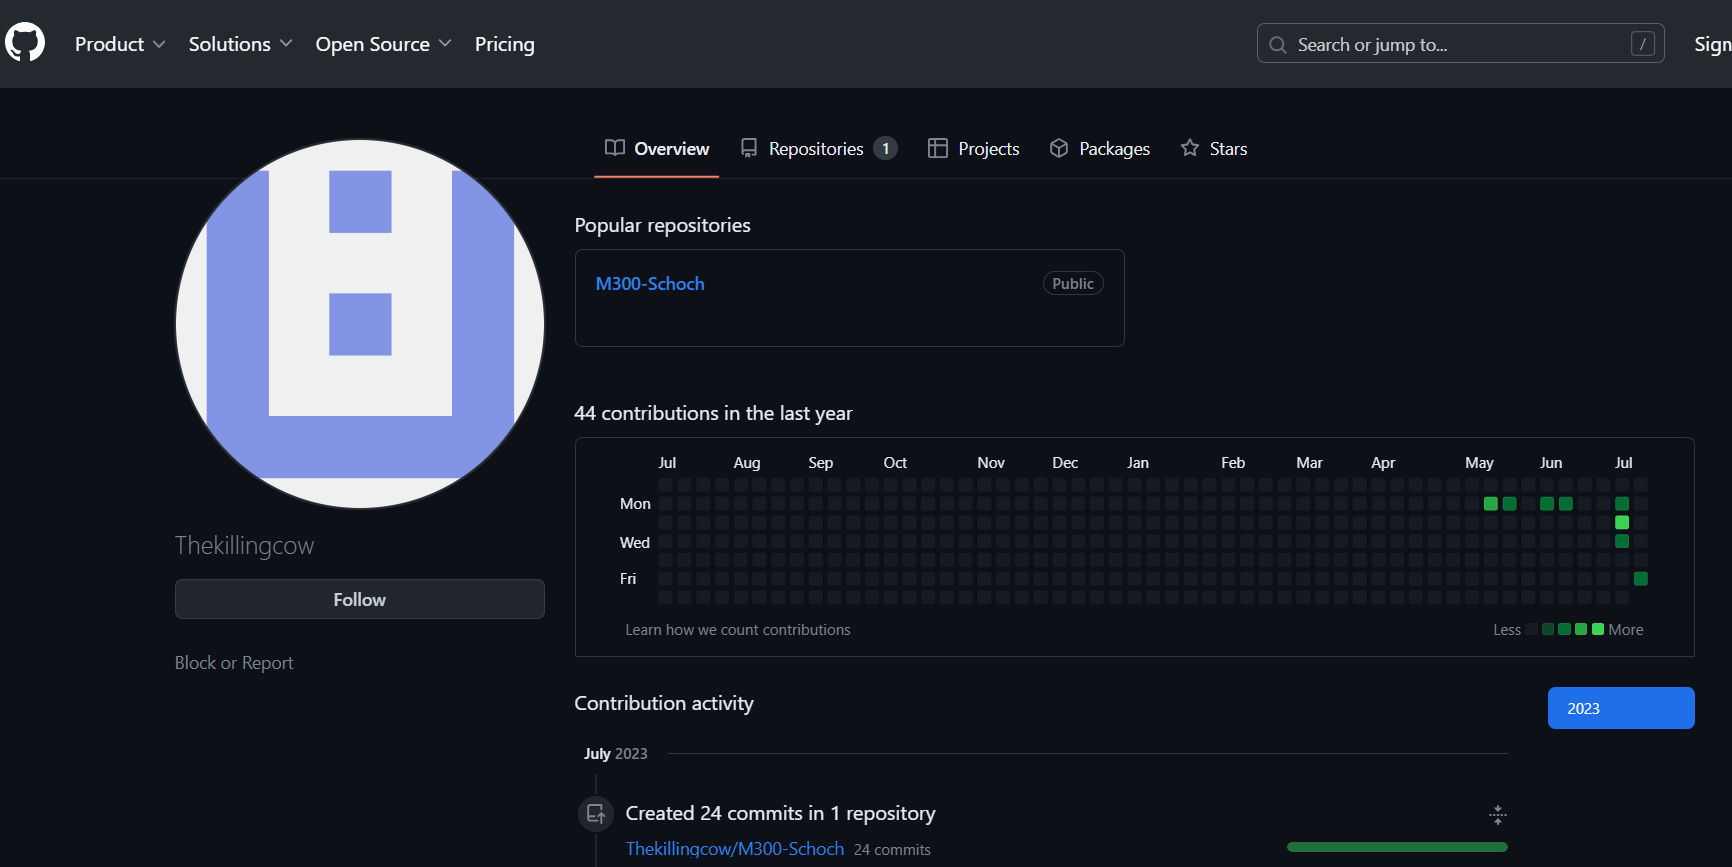 Product Solutions Open Source Pricing Search or jump to... / Sign
Overview Repositories 1 Projects Packages Stars
Popular repositories
M300-Schoch Public
44 contributions in the last year
Jul Aug Sep Oct Nov Dec Jan Feb Mar Apr May Jun Jul
Mon
Wed
Fri
Learn how we count contributions Less More
Thekillingcow
Follow
Block or Report
Contribution activity 2023
July 2023
Created 24 commits in 1 repository
Thekillingcow/M300-Schoch 24 commits